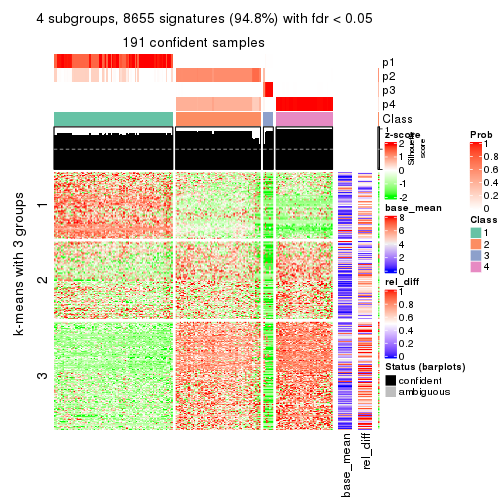 4 subgroups, 8655 signatures (94.8%) with fdr < 0.05
191 confident samples
p1
p2
p3
p4
Class
1
Silhouette
score
k-means with 3 groups
1
2
3
base_mean
rel_diff
z-score
2
1
0
-1
-2
base_mean
8
6
4
2
0
rel_diff
1
0.8
0.6
0.4
0.2
0
Status (barplots)
confident
ambiguous
Prob
1
0.8
0.6
0.4
0.2
0
Class
1
2
3
4